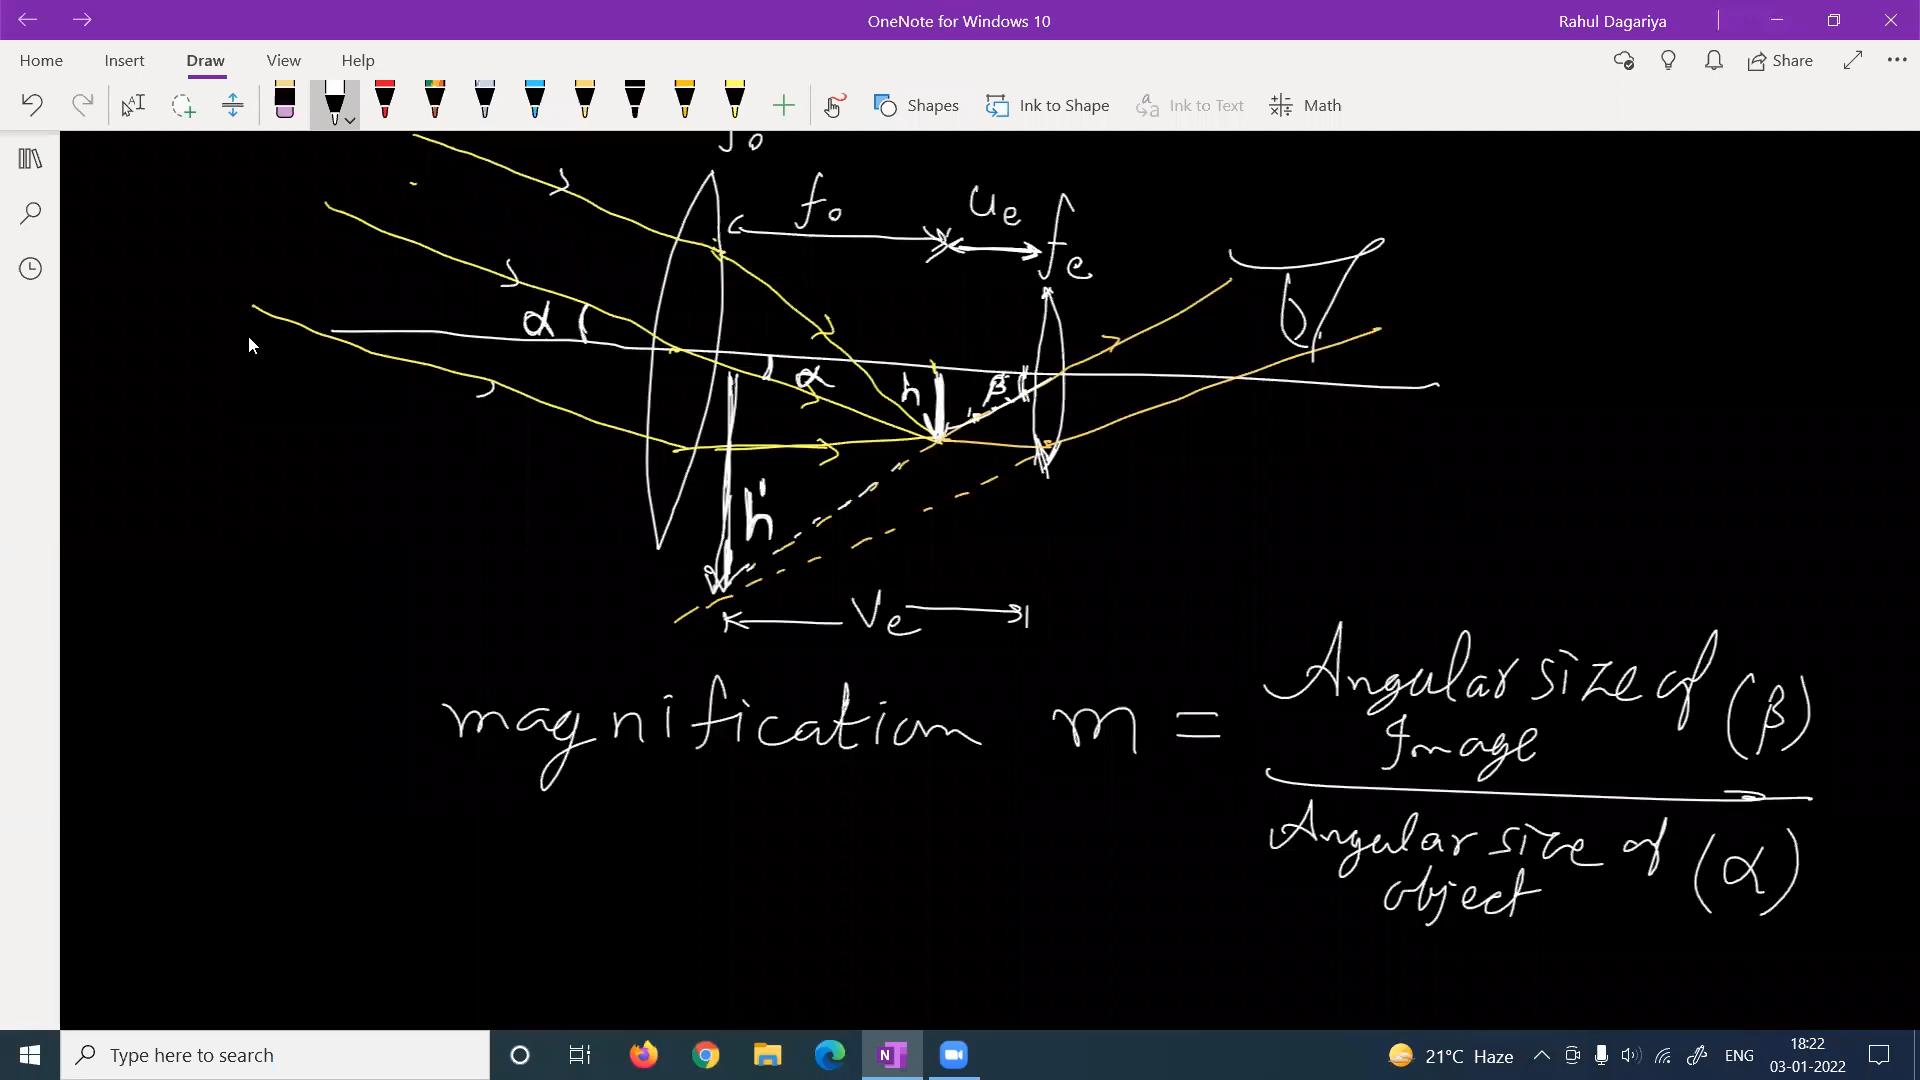 OneNote for Windows 10
Rahul Dagariya
Home Insert Draw View Help
Share
Shapes Ink to Shape Ink to Text Math
fo
fo
ue
fe
α
α
h
β
h'
ve
magnification m =
Angular size of (β)
Image
Angular size of (α)
object
Type here to search
21°C Haze
ENG
18:22
03-01-2022